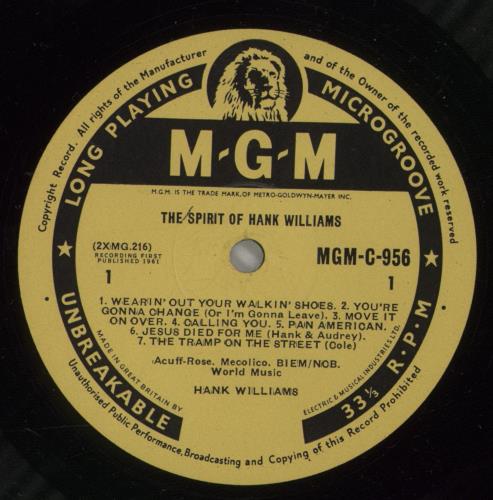 Copyright Record. All rights of the Manufacturer and of the Owner of the recorded work reserved
LONG PLAYING MICROGROOVE
M-G-M
M.G.M. IS THE TRADE MARK, OF METRO-GOLDWYN-MAYER INC.
THE SPIRIT OF HANK WILLIAMS
(2XMG.216)
RECORDING FIRST
PUBLISHED 1961
1
MGM-C-956
1
1. WEARIN' OUT YOUR WALKIN' SHOES. 2. YOU'RE
GONNA CHANGE (Or I'm Gonna Leave). 3. MOVE IT
ON OVER. 4. CALLING YOU. 5. PAN AMERICAN.
6. JESUS DIED FOR ME (Hank & Audrey).
7. THE TRAMP ON THE STREET (Cole)
Acuff-Rose. Mecolico. BIEM/NCB.
World Music
HANK WILLIAMS
MADE IN GREAT BRITAIN BY
ELECTRIC & MUSICAL INDUSTRIES LTD.
UNBREAKABLE
33 1/3 R.P.M
Unauthorised Public Performance, Broadcasting and Copying of this Record Prohibited